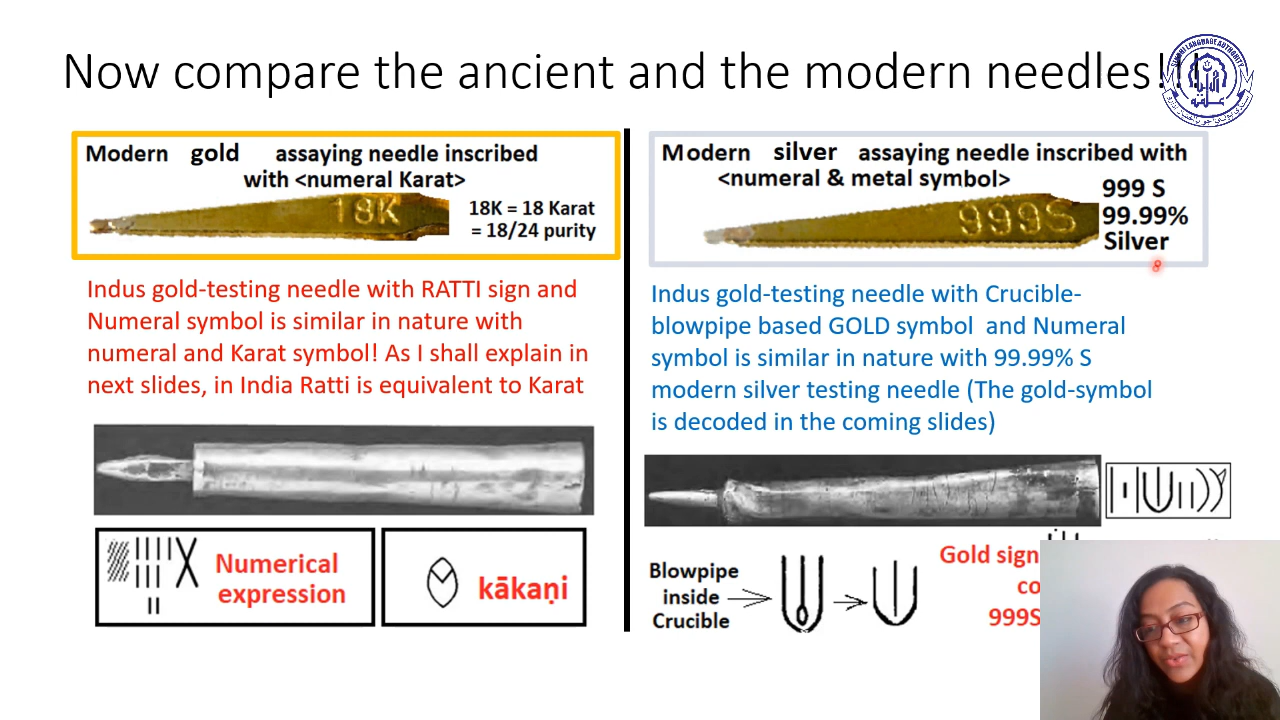 Now compare the ancient and the modern needles!!!
SINDHI LANGUAGE AUTHORITY
Modern gold assaying needle inscribed
with <numeral Karat>
18K
18K = 18 Karat
= 18/24 purity
Indus gold-testing needle with RATTI sign and
Numeral symbol is similar in nature with
numeral and Karat symbol! As I shall explain in
next slides, in India Ratti is equivalent to Karat
Numerical
expression
kākaṇi
Modern silver assaying needle inscribed with
<numeral & metal symbol>
999S
999 S
99.99%
Silver
Indus gold-testing needle with Crucible-
blowpipe based GOLD symbol and Numeral
symbol is similar in nature with 99.99% S
modern silver testing needle (The gold-symbol
is decoded in the coming slides)
Blowpipe
inside
Crucible
Gold sign
co
999S